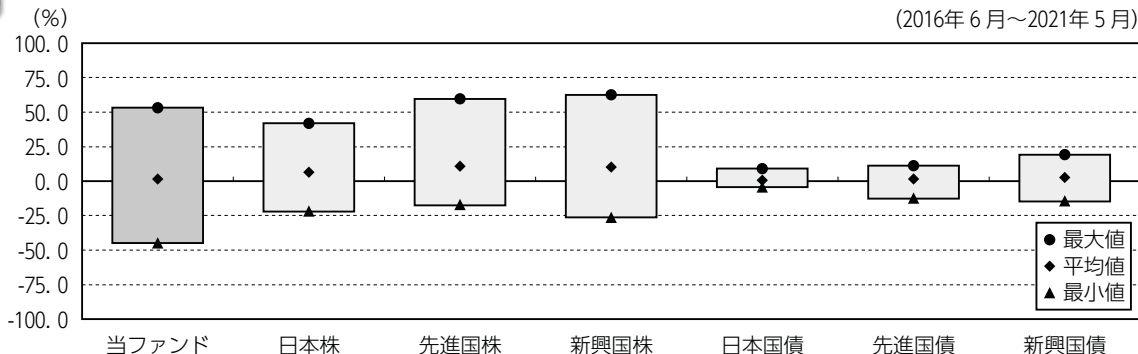 (%)
(2016年6月～2021年5月)
100.0
75.0
50.0
25.0
0.0
-25.0
-50.0
-75.0
-100.0
● 最大値
◆ 平均値
▲ 最小値
当ファンド 日本株 先進国株 新興国株 日本国債 先進国債 新興国債